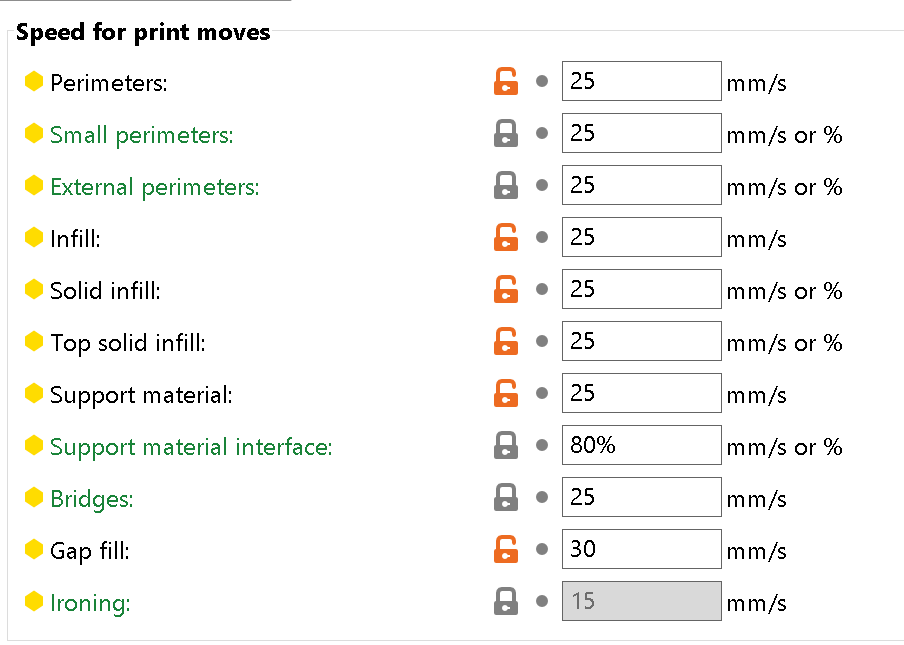 Speed for print moves
Perimeters: 25 mm/s
Small perimeters: 25 mm/s or %
External perimeters: 25 mm/s or %
Infill: 25 mm/s
Solid infill: 25 mm/s or %
Top solid infill: 25 mm/s or %
Support material: 25 mm/s
Support material interface: 80% mm/s or %
Bridges: 25 mm/s
Gap fill: 30 mm/s
Ironing: 15 mm/s